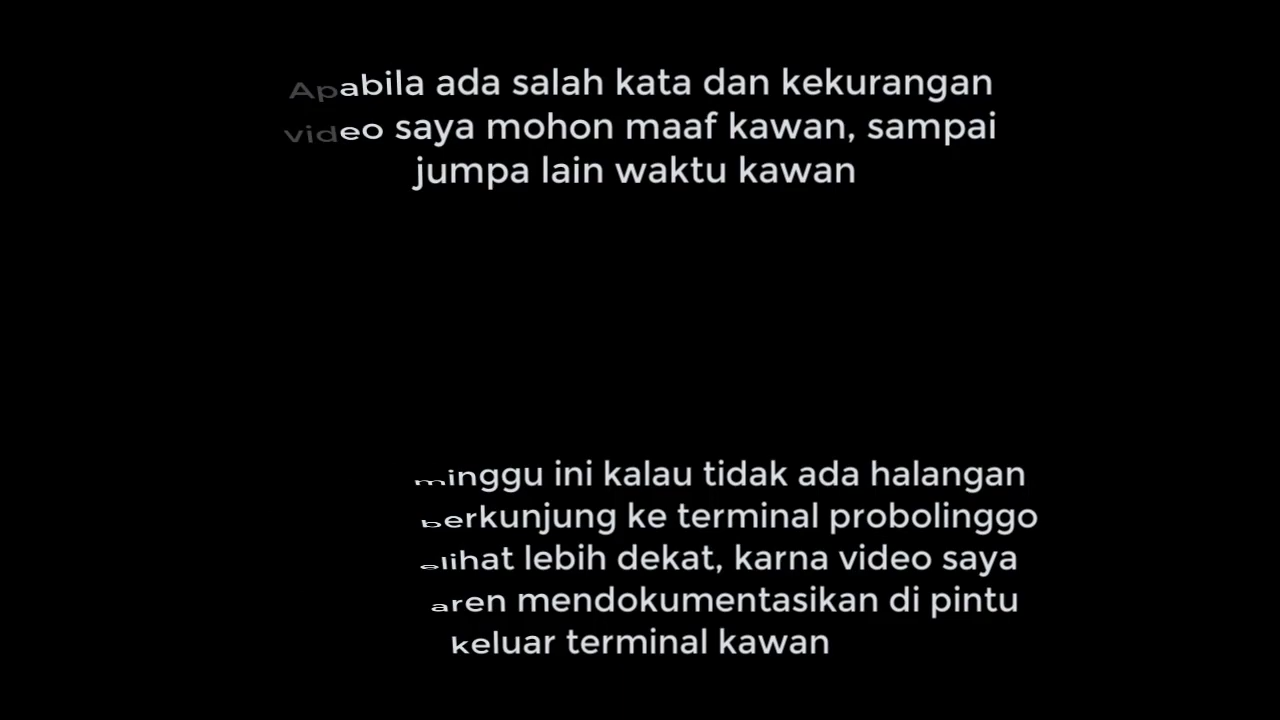 Apabila ada salah kata dan kekurangan
video saya mohon maaf kawan, sampai
jumpa lain waktu kawan
minggu ini kalau tidak ada halangan
berkunjung ke terminal probolinggo
lebih dekat, karna video saya
mendokumentasikan di pintu
keluar terminal kawan